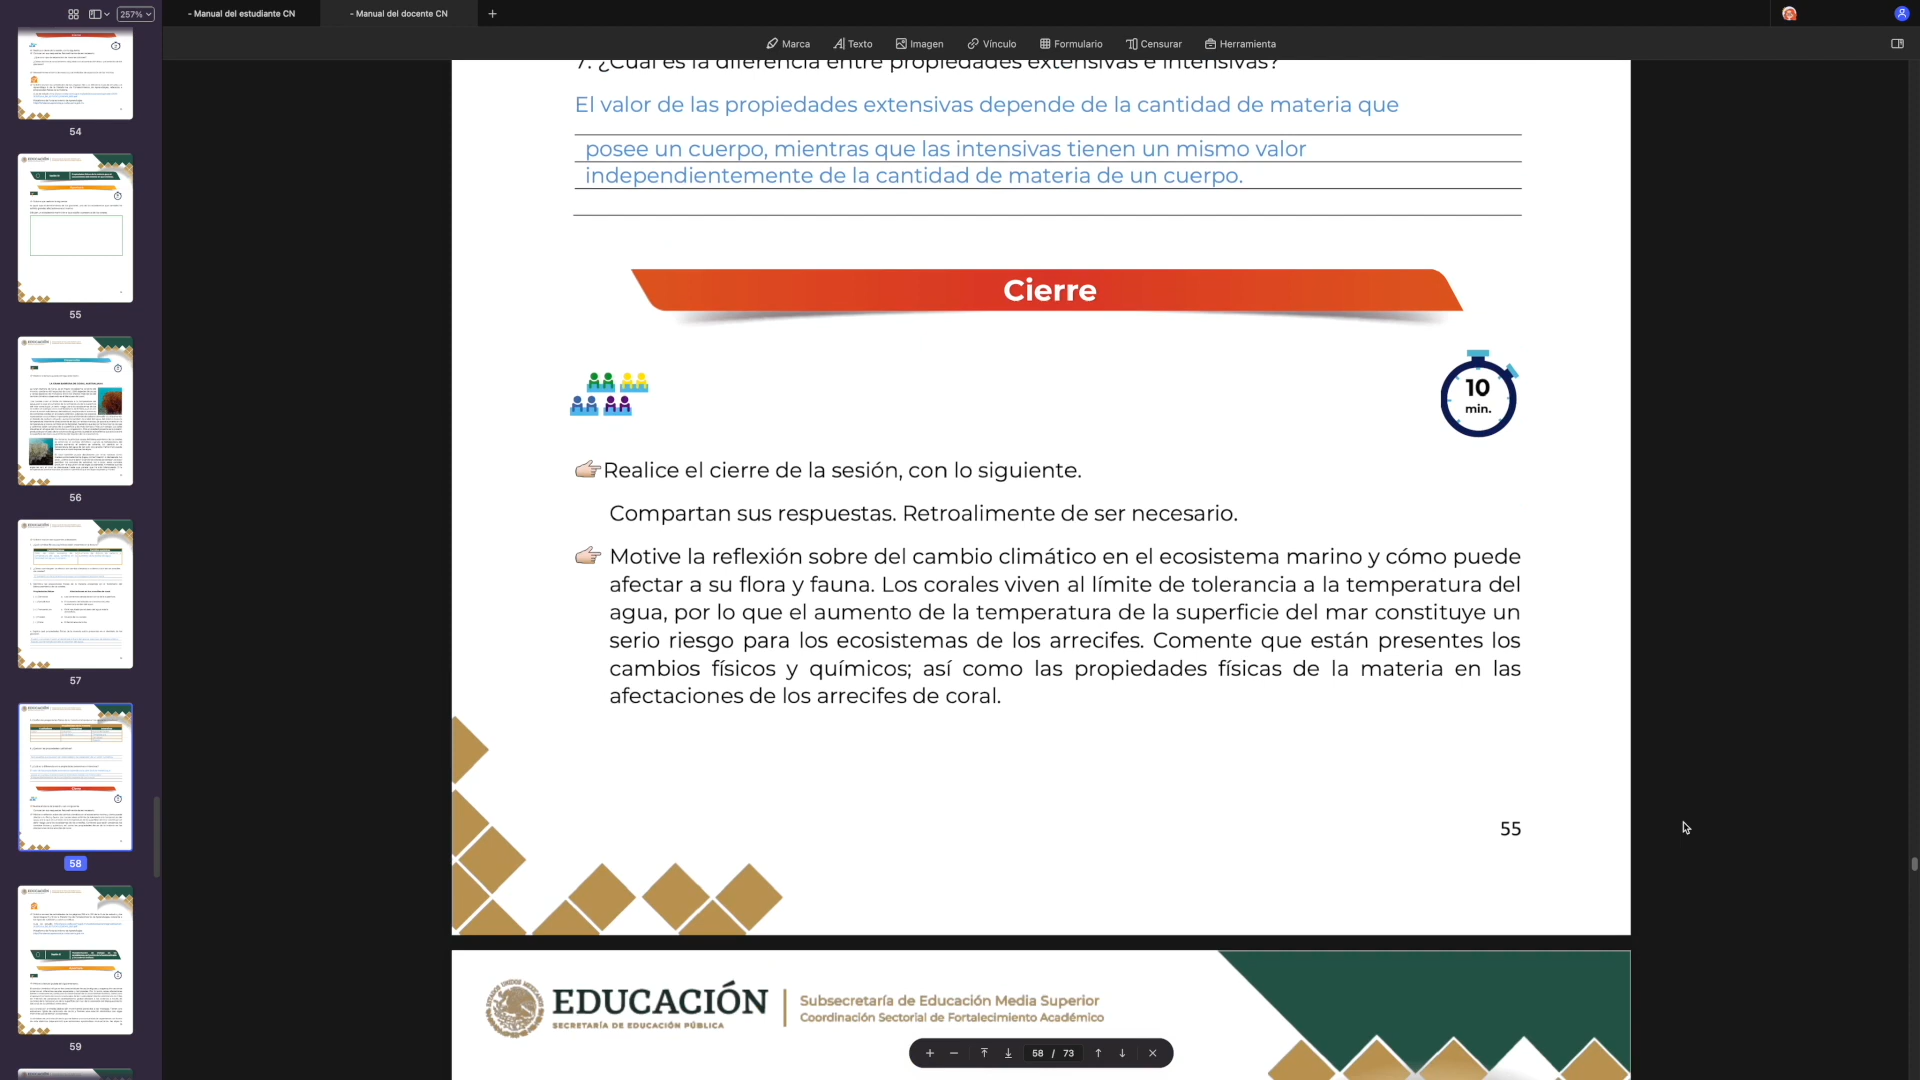 257%
- Manual del estudiante CN
- Manual del docente CN
Marca
Texto
Imagen
Vínculo
Formulario
Censurar
Herramienta
54
55
56
57
58
59
7. ¿Cuál es la diferencia entre propiedades extensivas e intensivas?
El valor de las propiedades extensivas depende de la cantidad de materia que
posee un cuerpo, mientras que las intensivas tienen un mismo valor
independientemente de la cantidad de materia de un cuerpo.
Cierre
10
min.
Realice el cierre de la sesión, con lo siguiente.
Compartan sus respuestas. Retroalimente de ser necesario.
Motive la reflexión sobre del cambio climático en el ecosistema marino y cómo puede
afectar a su flora y fauna. Los corales viven al límite de tolerancia a la temperatura del
agua, por lo que el aumento de la temperatura de la superficie del mar constituye un
serio riesgo para los ecosistemas de los arrecifes. Comente que están presentes los
cambios físicos y químicos; así como las propiedades físicas de la materia en las
afectaciones de los arrecifes de coral.
55
EDUCACIÓN
SECRETARÍA DE EDUCACIÓN PÚBLICA
Subsecretaría de Educación Media Superior
Coordinación Sectorial de Fortalecimiento Académico
58 / 73